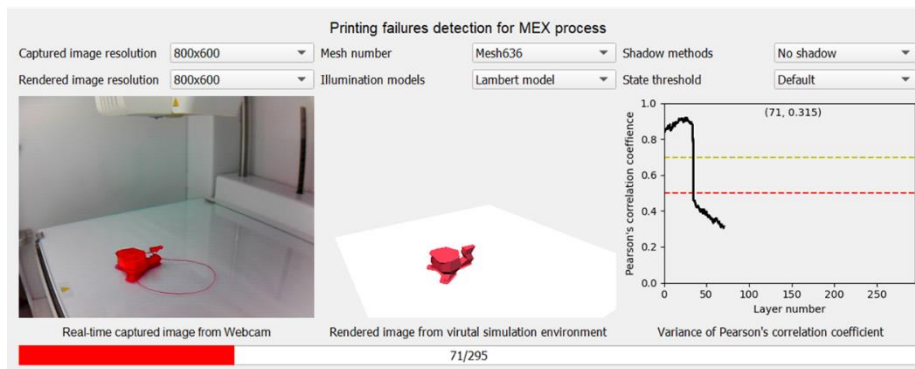 Printing failures detection for MEX process
Captured image resolution 800x600 Mesh number Mesh636 Shadow methods No shadow
Rendered image resolution 800x600 Illumination models Lambert model State threshold Default
(71, 0.315)
1.0
0.8
0.6
0.4
0.2
0.0
Pearson's correlation coeffience
0 50 100 150 200 250
Layer number
Real-time captured image from Webcam Rendered image from virutal simulation environment Variance of Pearson's correlation coefficient
71/295